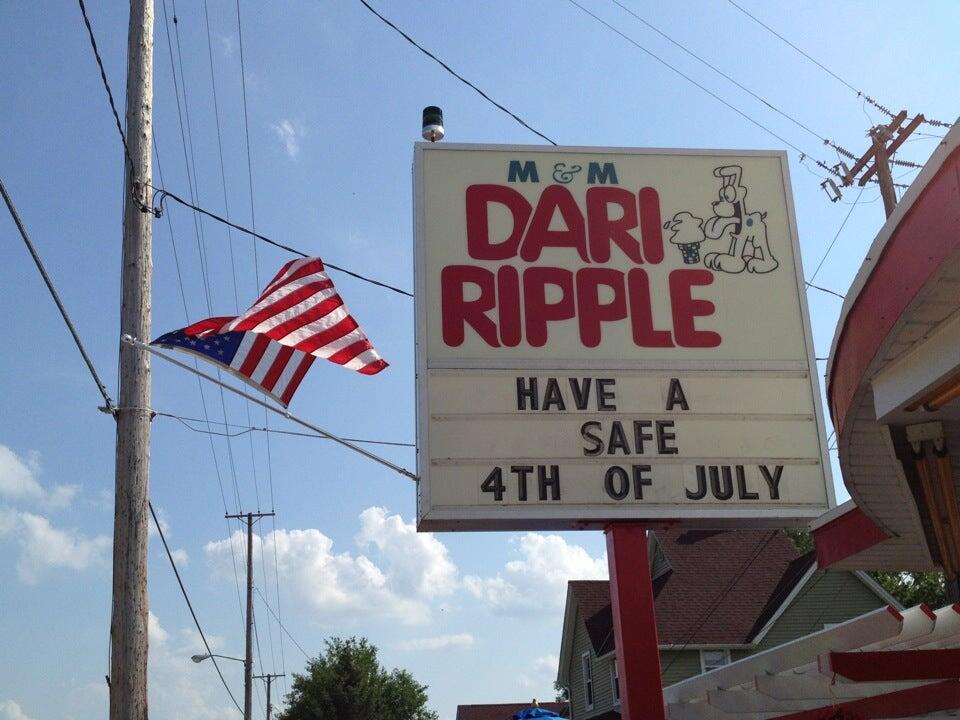 M & M
DARI
RIPPLE
HAVE A
SAFE
4TH OF JULY